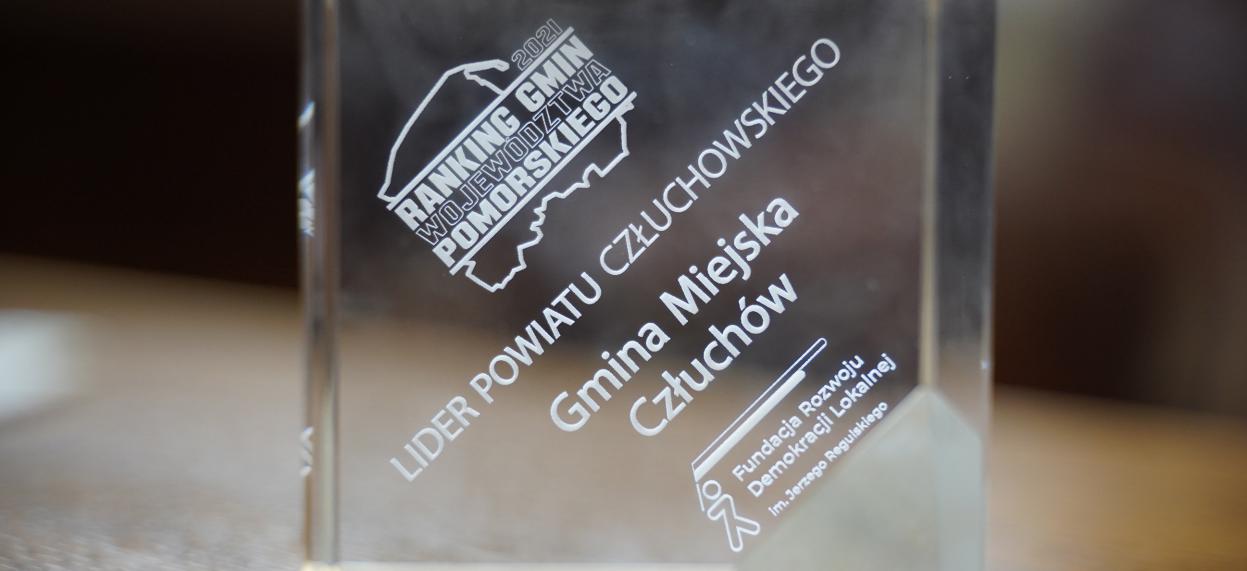 2021
RANKING GMIN
WOJEWÓDZTWA
POMORSKIEGO
LIDER POWIATU CZŁUCHOWSKIEGO
Gmina Miejska
Człuchów
Fundacja Rozwoju
Demokracji Lokalnej
im. Jerzego Regulskiego